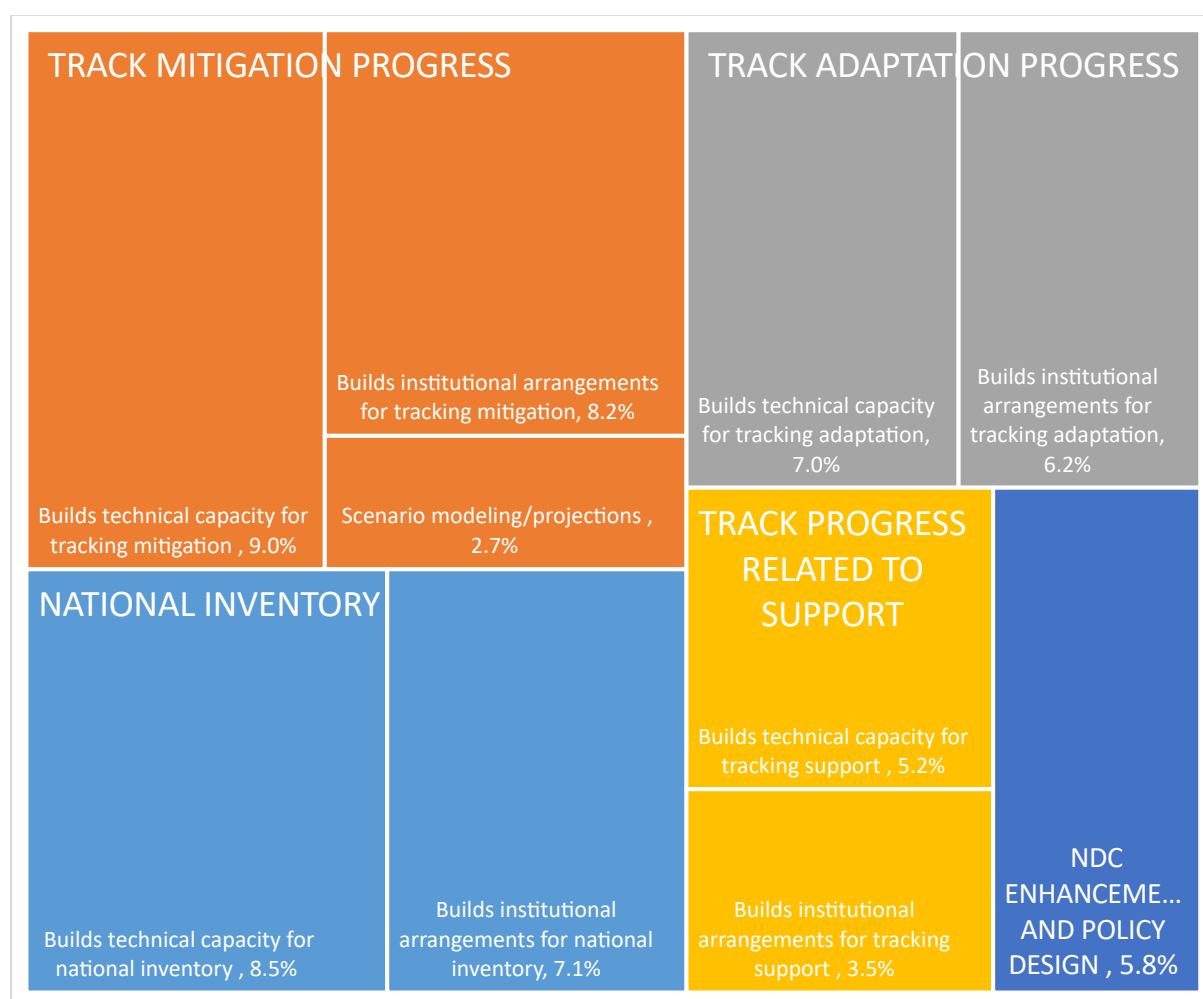 TRACK MITIGATION PROGRESS
Builds technical capacity for
tracking mitigation , 9.0%
Builds institutional arrangements
for tracking mitigation, 8.2%
Scenario modeling/projections ,
2.7%
TRACK ADAPTATION PROGRESS
Builds technical capacity
for tracking adaptation,
7.0%
Builds institutional
arrangements for
tracking adaptation,
6.2%
NATIONAL INVENTORY
Builds technical capacity for
national inventory , 8.5%
Builds institutional
arrangements for national
inventory, 7.1%
TRACK PROGRESS
RELATED TO
SUPPORT
Builds technical capacity for
tracking support , 5.2%
Builds institutional
arrangements for tracking
support , 3.5%
NDC
ENHANCEME...
AND POLICY
DESIGN , 5.8%